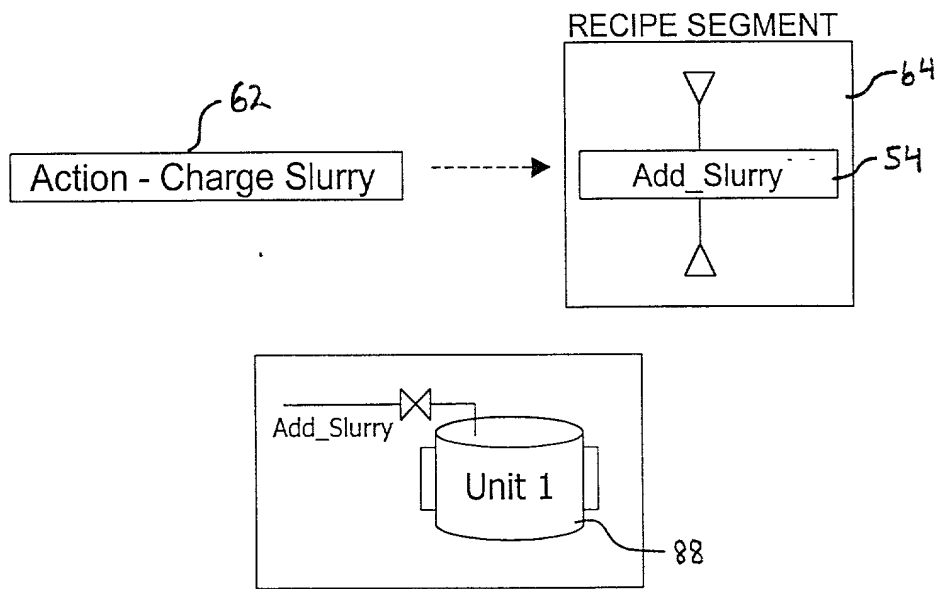 RECIPE SEGMENT
64
62
Action - Charge Slurry
Add_Slurry
54
Add_Slurry
Unit 1
88